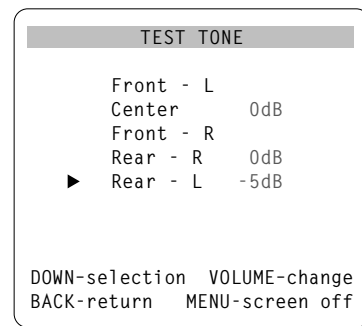 TEST TONE
Front - L
Center 0dB
Front - R
Rear - R 0dB
▶ Rear - L -5dB
DOWN-selection VOLUME-change
BACK-return MENU-screen off